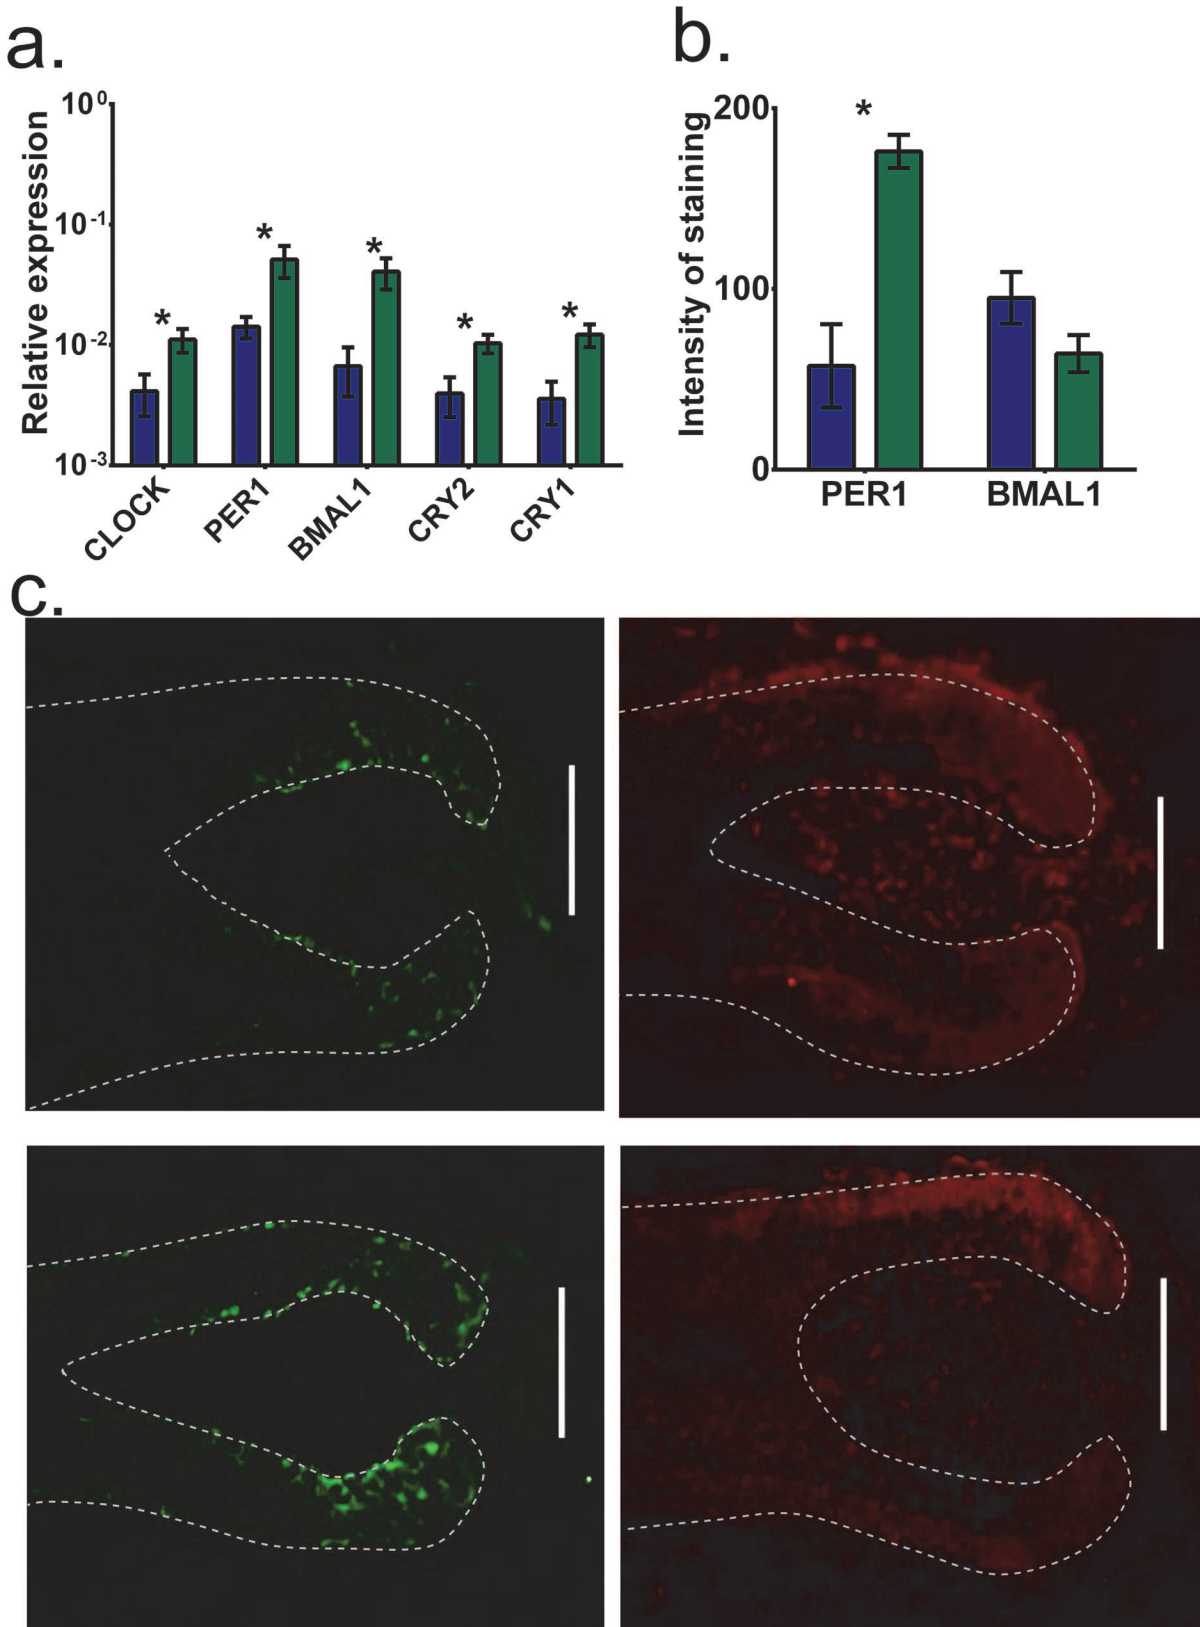 a.
Relative expression
10⁰
10⁻¹
10⁻²
10⁻³
*
*
*
*
*
CLOCK
PER1
BMAL1
CRY2
CRY1
b.
Intensity of staining
200
100
0
*
PER1
BMAL1
c.